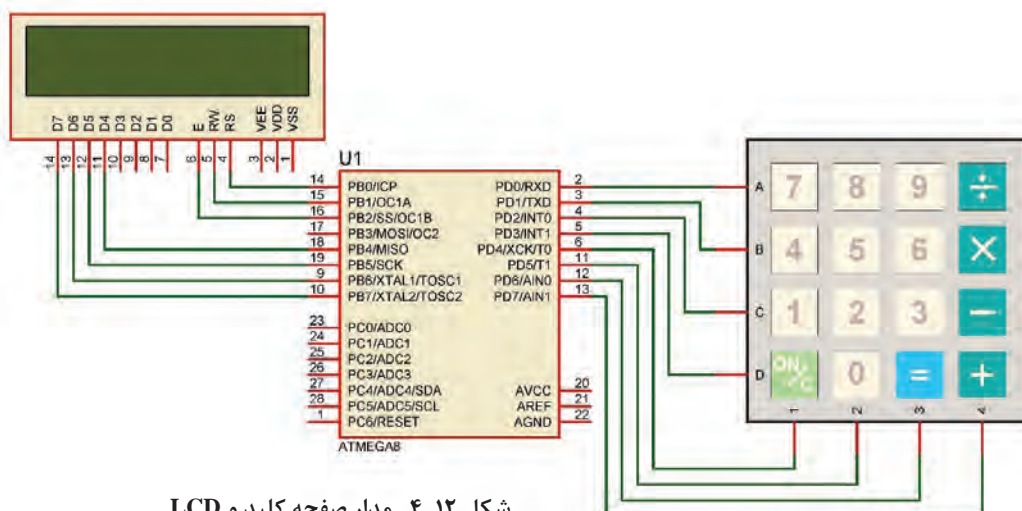 D7 D6 D5 D4 D3 D2 D1 D0 E RW RS VEE VDD VSS
14 13 12 11 10 9 8 7 6 5 4 3 2 1
U1
14 PB0/ICP PD0/RXD 2
15 PB1/OC1A PD1/TXD 3
16 PB2/SS/OC1B PD2/INT0 4
17 PB3/MOSI/OC2 PD3/INT1 5
18 PB4/MISO PD4/XCK/T0 6
19 PB5/SCK PD5/T1 11
9 PB6/XTAL1/TOSC1 PD6/AIN0 12
10 PB7/XTAL2/TOSC2 PD7/AIN1 13
23 PC0/ADC0
24 PC1/ADC1
25 PC2/ADC2
26 PC3/ADC3
27 PC4/ADC4/SDA AVCC 20
28 PC5/ADC5/SCL AREF 21
1 PC6/RESET AGND 22
ATMEGA8
A 7 8 9 ÷
B 4 5 6 ×
C 1 2 3 −
D ON/C 0 = +
1 2 3 4
شکل ۱۲ـ۴ـ مدار صفحه کلید و LCD